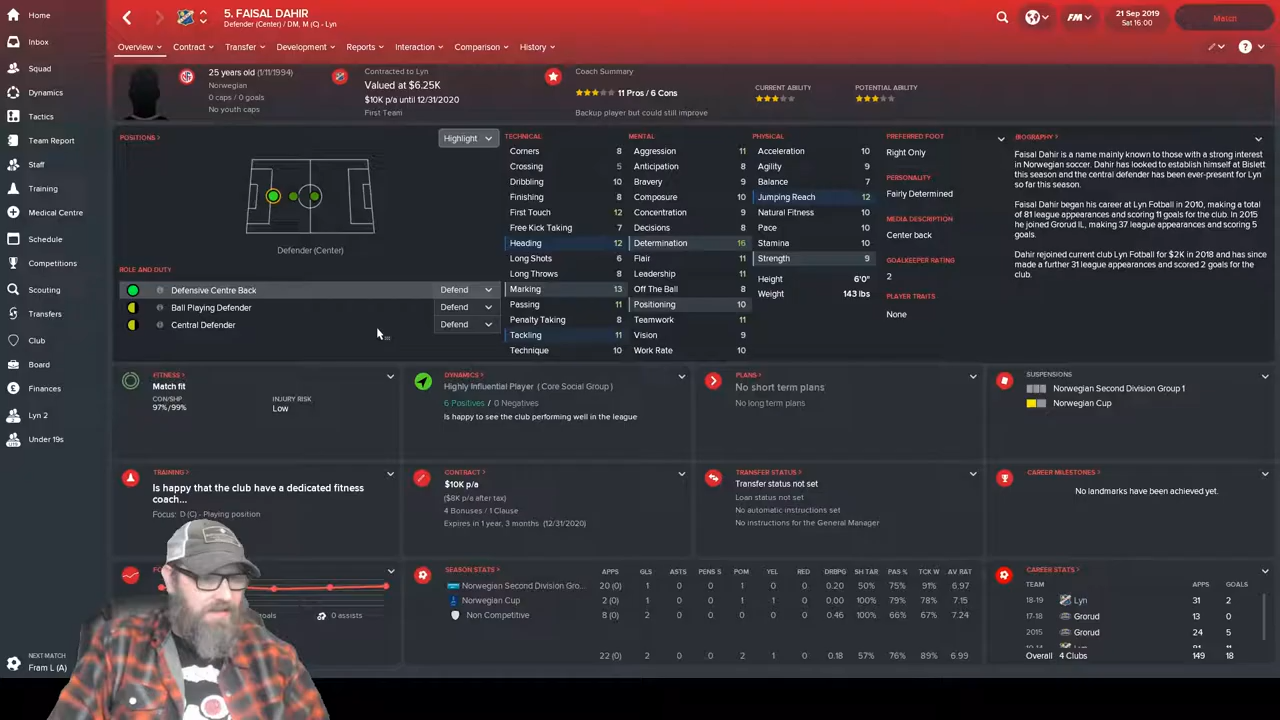 Home
Inbox
Squad
Dynamics
Tactics
Team Report
Staff
Training
Medical Centre
Schedule
Competitions
Scouting
Transfers
Club
Board
Finances
Lyn 2
Under 19s
NEXT MATCH
Fram L (A)
5. FAISAL DAHIR
Defender (Center) / DM, M (C) - Lyn
FM
21 Sep 2019
Sat 16:00
Match
Overview
Contract
Transfer
Development
Reports
Interaction
Comparison
History
25 years old (1/11/1994)
Norwegian
0 caps / 0 goals
No youth caps
Contracted to Lyn
Valued at $6.25K
$10K p/a until 12/31/2020
First Team
Coach Summary
11 Pros / 6 Cons
Backup player but could still improve
CURRENT ABILITY
POTENTIAL ABILITY
POSITIONS
Highlight
Defender (Center)
ROLE AND DUTY
Defensive Centre Back Defend
Ball Playing Defender Defend
Central Defender Defend
TECHNICAL
Corners 8
Crossing 5
Dribbling 10
Finishing 8
First Touch 12
Free Kick Taking 7
Heading 12
Long Shots 6
Long Throws 8
Marking 13
Passing 11
Penalty Taking 8
Tackling 11
Technique 10
MENTAL
Aggression 11
Anticipation 8
Bravery 9
Composure 10
Concentration 9
Decisions 8
Determination 16
Flair 11
Leadership 11
Off The Ball 8
Positioning 10
Teamwork 11
Vision 9
Work Rate 10
PHYSICAL
Acceleration 10
Agility 9
Balance 7
Jumping Reach 12
Natural Fitness 10
Pace 10
Stamina 10
Strength 9
Height 6'0"
Weight 143 lbs
PREFERRED FOOT
Right Only
PERSONALITY
Fairly Determined
MEDIA DESCRIPTION
Center back
GOALKEEPER RATING
2
PLAYER TRAITS
None
BIOGRAPHY
Faisal Dahir is a name mainly known to those with a strong interest
in Norwegian soccer. Dahir has looked to establish himself at Bislett
this season and the central defender has been ever-present for Lyn
so far this season.
Faisal Dahir began his career at Lyn Fotball in 2010, making a total
of 81 league appearances and scoring 11 goals for the club. In 2015
he joined Grorud IL, making 37 league appearances and scoring 5
goals.
Dahir rejoined current club Lyn Fotball for $2K in 2018 and has since
made a further 31 league appearances and scored 2 goals for the
club.
FITNESS
Match fit
CON/SHP
97%/99%
INJURY RISK
Low
DYNAMICS
Highly Influential Player ( Core Social Group )
6 Positives / 0 Negatives
Is happy to see the club performing well in the league
PLANS
No short term plans
No long term plans
SUSPENSIONS
Norwegian Second Division Group 1
Norwegian Cup
TRAINING
Is happy that the club have a dedicated fitness
coach...
Focus: D (C) - Playing position
CONTRACT
$10K p/a
($8K p/a after tax)
4 Bonuses / 1 Clause
Expires in 1 year, 3 months (12/31/2020)
TRANSFER STATUS
Transfer status not set
Loan status not set
No automatic instructions set
No instructions for the General Manager
CAREER MILESTONES
No landmarks have been achieved yet.
goals
0 assists
SEASON STATS APPS GLS ASTS PENS S POM YEL RED DRBPG SH TAR PAS % TCK W AV RAT
Norwegian Second Division Gro... 20 (0) 1 0 0 1 0 0 0.20 50% 75% 91% 6.97
Norwegian Cup 2 (0) 1 0 0 1 1 0 0.00 100% 79% 78% 7.15
Non Competitive 8 (0) 2 0 0 0 0 0 0.46 100% 66% 67% 7.24
22 (0) 2 0 0 2 1 0 0.18 57% 76% 89% 6.99
CAREER STATS
TEAM APPS GOALS
18-19 Lyn 31 2
17-18 Grorud 13 0
2015 Grorud 24 5
Overall 4 Clubs 149 18